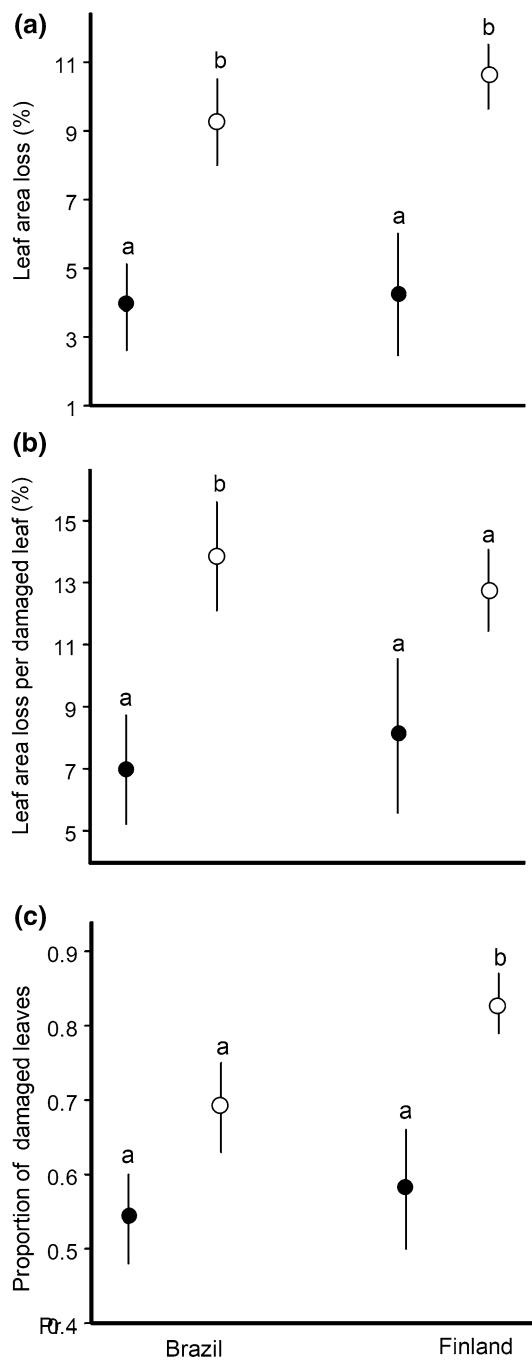 (a)
Leaf area loss (%)
11
9
7
5
3
1
a
b
a
b
(b)
Leaf area loss per damaged leaf (%)
15
13
11
9
7
5
a
b
a
a
(c)
Proportion of damaged leaves
0.9
0.8
0.7
0.6
0.5
0.4
a
a
a
b
Brazil
Finland